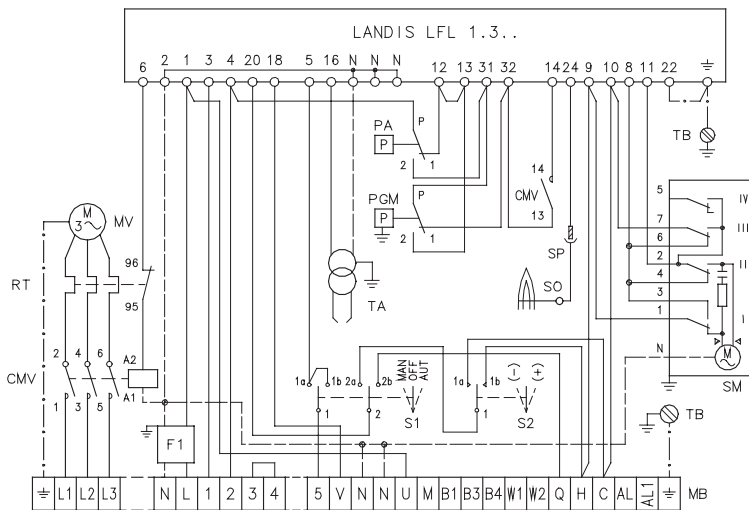 LANDIS LFL 1.3..
6 2 1 3 4 20 18 5 16 N N N 12 13 31 32 14 24 9 10 8 11 22
TB
P
PA P
2 1
P
PGM P
2 1
14
CMV
13
SP
SO
TA
M
3~ MV
96
RT
95
2 4 6 A2
CMV
1 3 5 A1
5 IV
7 III
6
2 II
4
3
1 I
N M
SM
1a 1b 2a 2b
1 2
MAN
OFF
AUT
S1
1a 1b
1
(-) (+)
S2
TB
F1
L1 L2 L3 N L 1 2 3 4 5 V N N U M B1 B3 B4 W1 W2 Q H C AL AL1 MB